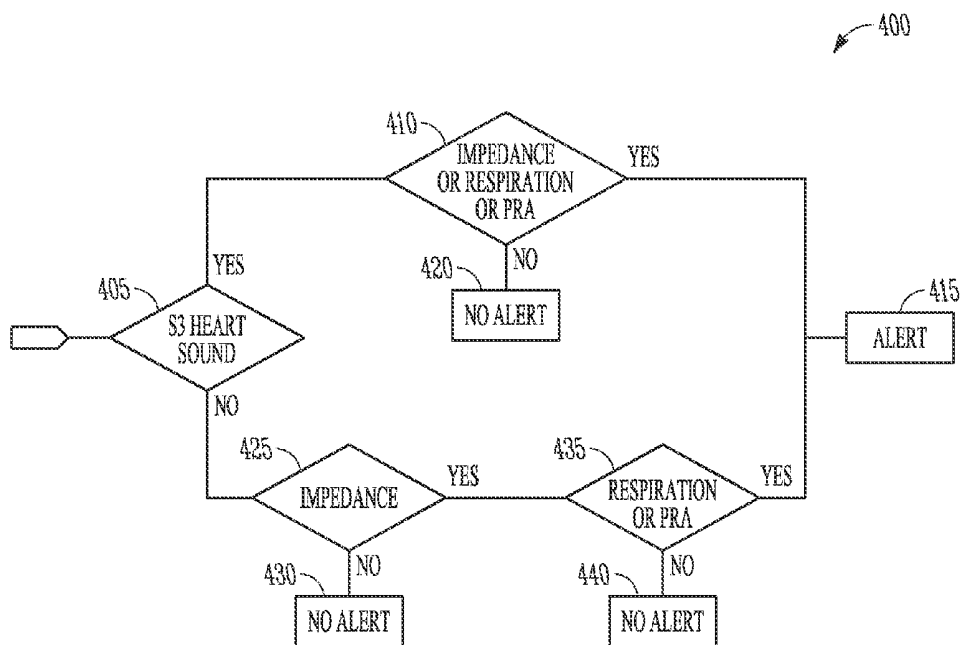 400
410
IMPEDANCE
OR RESPIRATION
OR PRA
YES
NO
420
NO ALERT
YES
405
S3 HEART
SOUND
NO
415
ALERT
425
IMPEDANCE
YES
NO
430
NO ALERT
435
RESPIRATION
OR PRA
YES
NO
440
NO ALERT